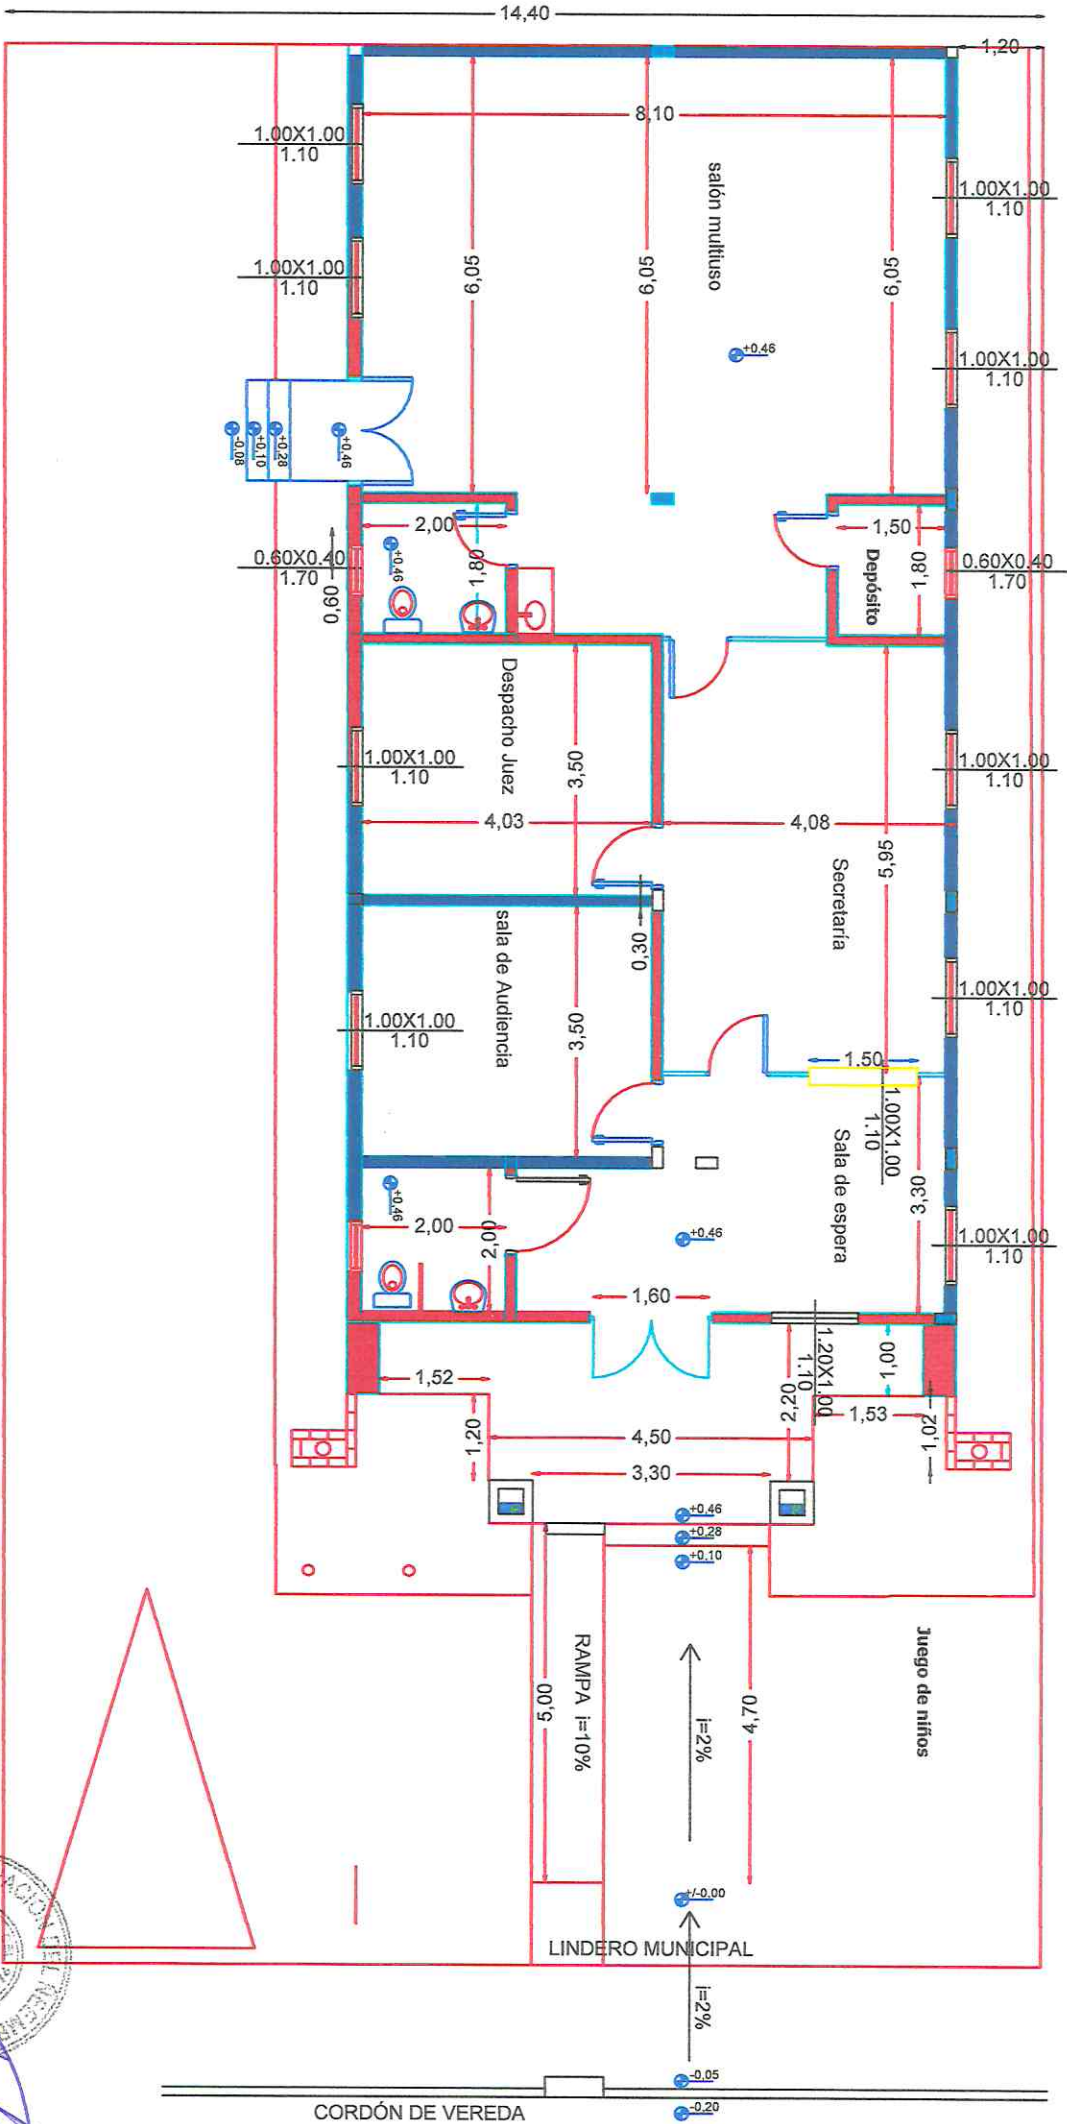 14,40
1,20
8,10
1.00X1.00
1.10
1.00X1.00
1.10
salón multiuso
1.00X1.00
1.10
6,05
6,05
6,05
+0,46
1.00X1.00
1.10
-0.08
+0,10
+0,28
+0,46
2,00
1,50
0.60X0.40
1.70
+0,46
1,80
Depósito
1,80
0.60X0.40
1.70
0,60
Despacho Juez
3,50
1.00X1.00
1.10
1.00X1.00
1.10
4,03
4,08
5,95
Secretaría
0,30
sala de Audiencia
3,50
1.00X1.00
1.10
1.00X1.00
1.10
1.50
1.00X1.00
1.10
Sala de espera
3,30
+0,46
2,00
2,00
+0,46
1.00X1.00
1.10
1,60
1.20X1.00
1.10
1,00
2,20
1,52
1,53
1,02
1,20
4,50
3,30
+0,46
+0,28
+0,10
RAMPA i=10%
5,00
i=2%
4,70
Juego de niños
+/-0.00
LINDERO MUNICIPAL
i=2%
-0,05
CORDÓN DE VEREDA
-0,20